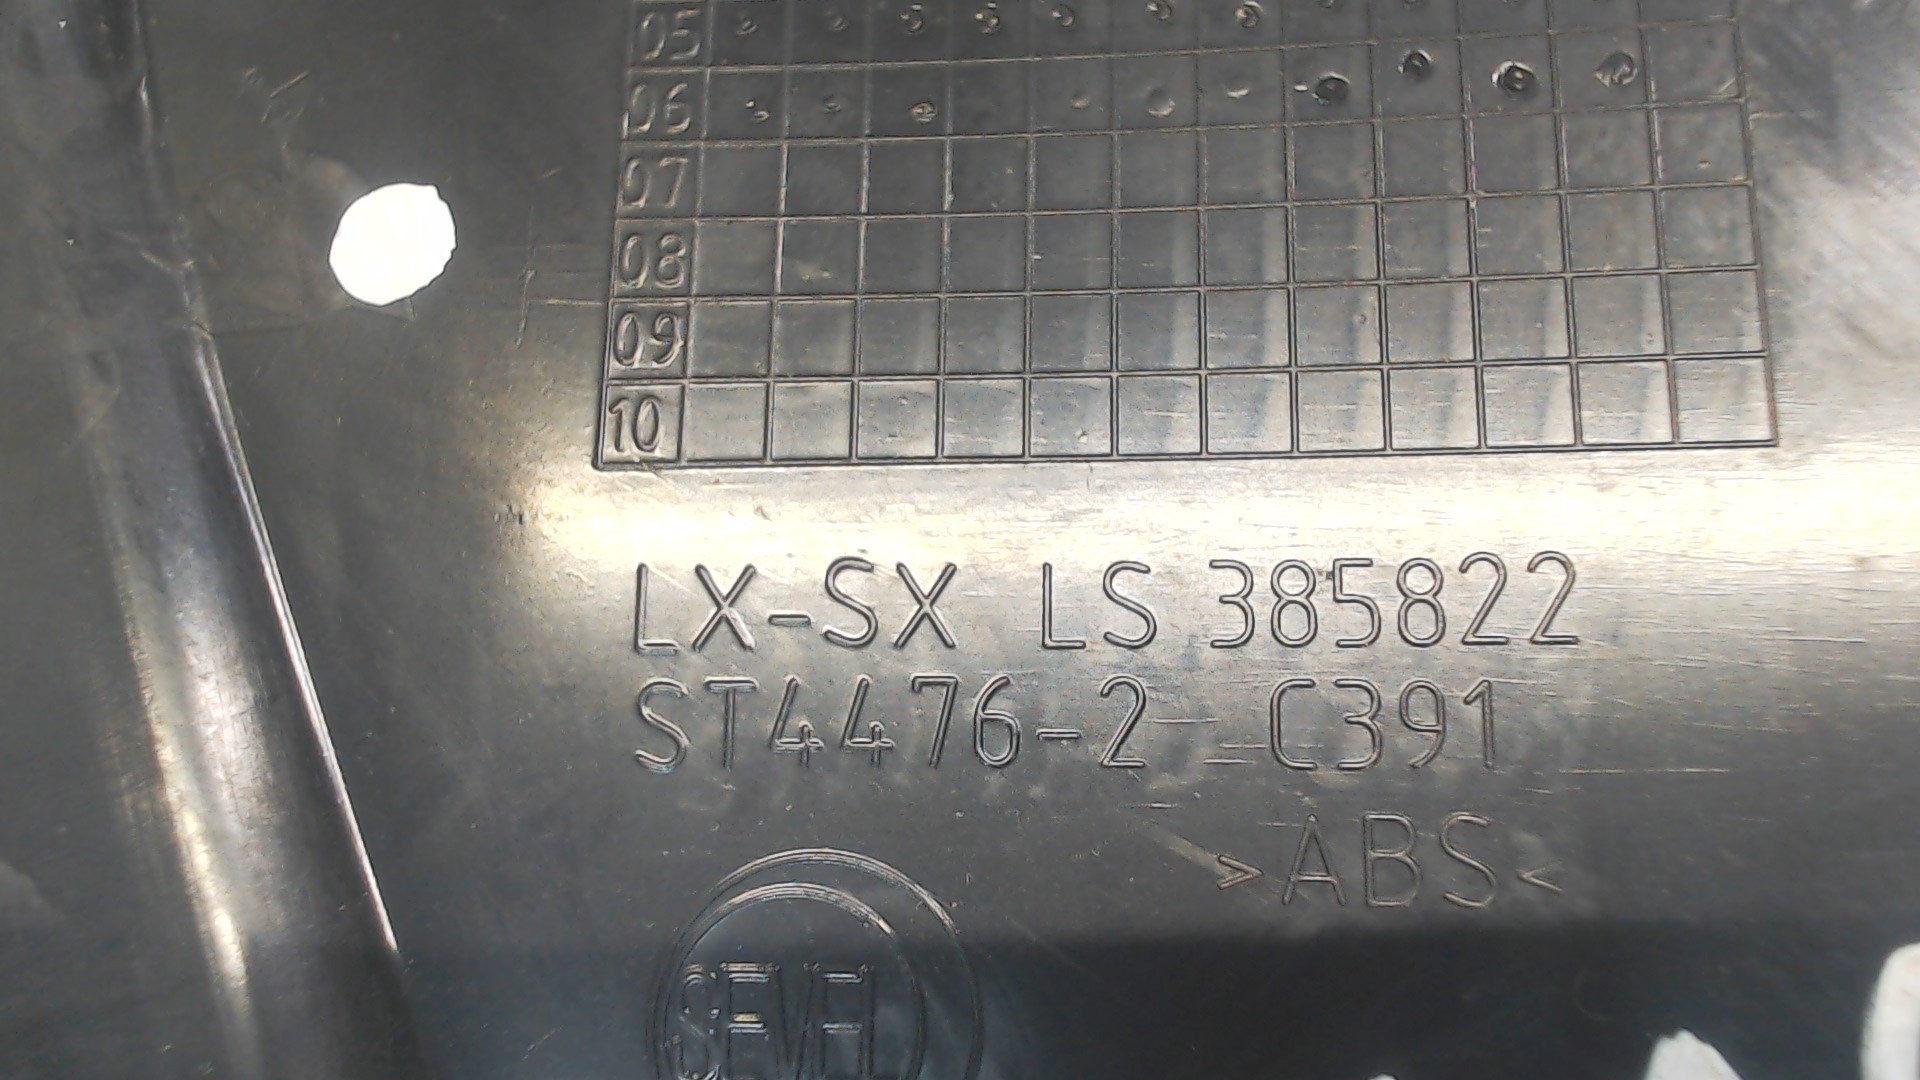 05
06
07
08
09
10
LX-SX LS 385822
ST4476-2 C391
>ABS<
SEVEL